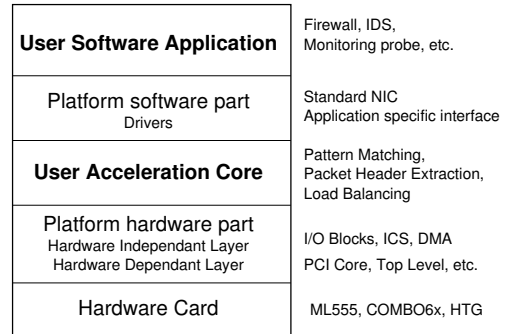 User Software Application
Firewall, IDS,
Monitoring probe, etc.
Platform software part
Drivers
Standard NIC
Application specific interface
User Acceleration Core
Pattern Matching,
Packet Header Extraction,
Load Balancing
Platform hardware part
Hardware Independant Layer
Hardware Dependant Layer
I/O Blocks, ICS, DMA
PCI Core, Top Level, etc.
Hardware Card
ML555, COMBO6x, HTG